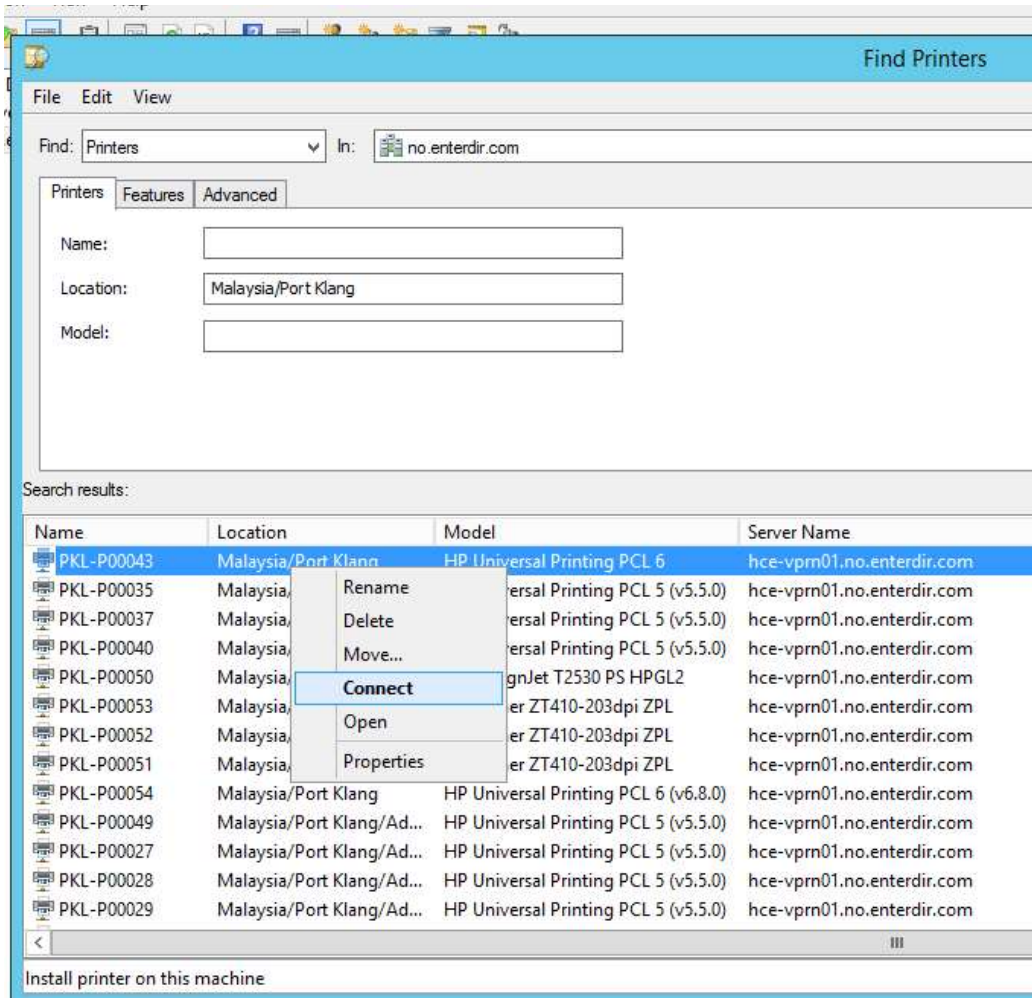 Find Printers
File Edit View
Find: Printers In: no.enterdir.com
Printers Features Advanced
Name:
Location: Malaysia/Port Klang
Model:
Search results:
Name Location Model Server Name
PKL-P00043 Malaysia/Port Klang HP Universal Printing PCL 6 hce-vprn01.no.enterdir.com
PKL-P00035 Malaysia/ Rename ersal Printing PCL 5 (v5.5.0) hce-vprn01.no.enterdir.com
PKL-P00037 Malaysia/ Delete ersal Printing PCL 5 (v5.5.0) hce-vprn01.no.enterdir.com
PKL-P00040 Malaysia/ Move... ersal Printing PCL 5 (v5.5.0) hce-vprn01.no.enterdir.com
PKL-P00050 Malaysia/ Connect gnJet T2530 PS HPGL2 hce-vprn01.no.enterdir.com
PKL-P00053 Malaysia/ Open er ZT410-203dpi ZPL hce-vprn01.no.enterdir.com
PKL-P00052 Malaysia/ er ZT410-203dpi ZPL hce-vprn01.no.enterdir.com
PKL-P00051 Malaysia/ Properties er ZT410-203dpi ZPL hce-vprn01.no.enterdir.com
PKL-P00054 Malaysia/Port Klang HP Universal Printing PCL 6 (v6.8.0) hce-vprn01.no.enterdir.com
PKL-P00049 Malaysia/Port Klang/Ad... HP Universal Printing PCL 5 (v5.5.0) hce-vprn01.no.enterdir.com
PKL-P00027 Malaysia/Port Klang/Ad... HP Universal Printing PCL 5 (v5.5.0) hce-vprn01.no.enterdir.com
PKL-P00028 Malaysia/Port Klang/Ad... HP Universal Printing PCL 5 (v5.5.0) hce-vprn01.no.enterdir.com
PKL-P00029 Malaysia/Port Klang/Ad... HP Universal Printing PCL 5 (v5.5.0) hce-vprn01.no.enterdir.com
Install printer on this machine